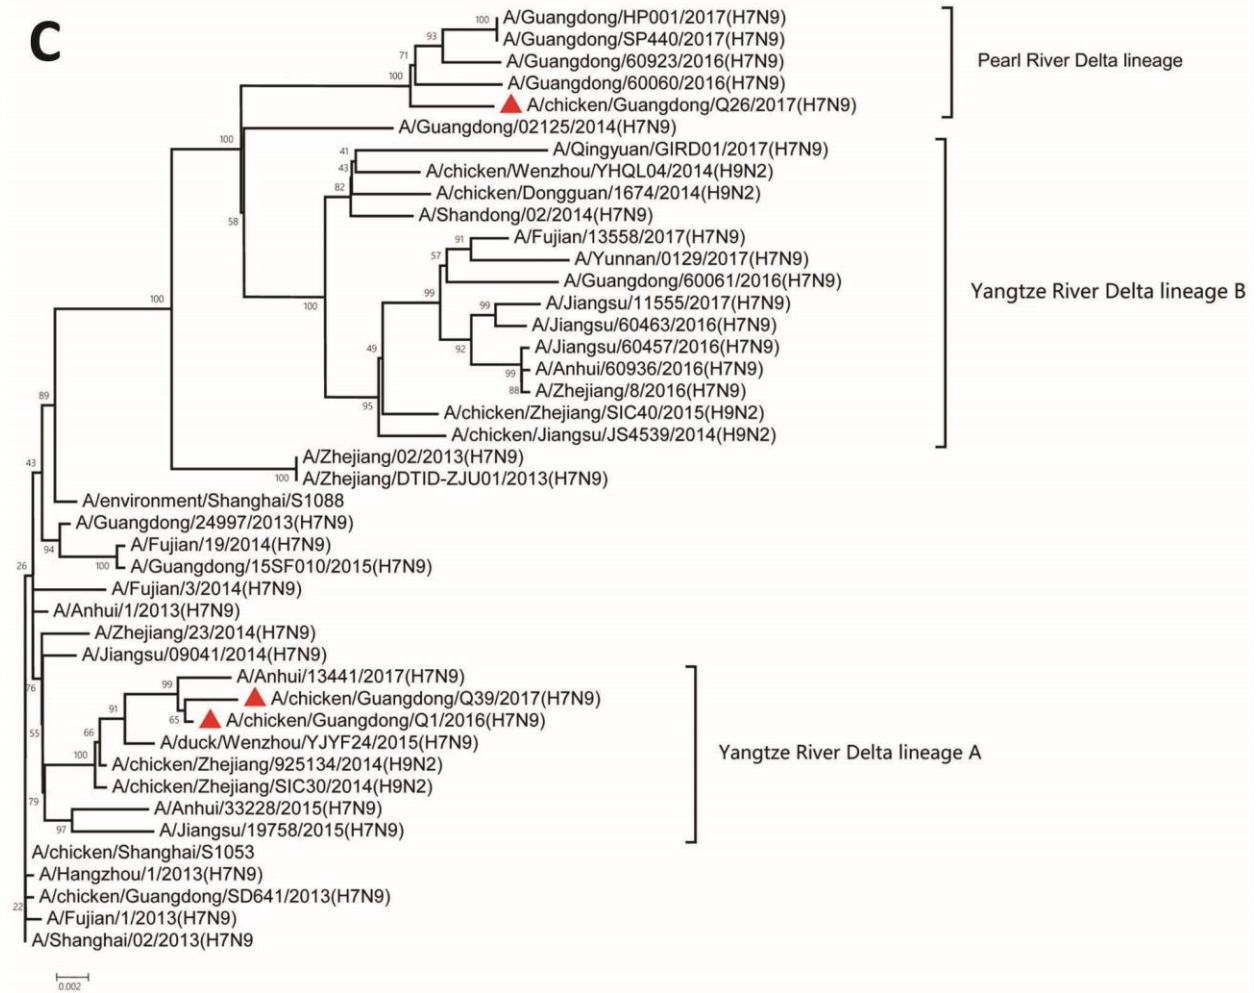 C
100
A/Guangdong/HP001/2017(H7N9)
93
A/Guangdong/SP440/2017(H7N9)
71
A/Guangdong/60923/2016(H7N9)
Pearl River Delta lineage
100
A/Guangdong/60060/2016(H7N9)
A/chicken/Guangdong/Q26/2017(H7N9)
A/Guangdong/02125/2014(H7N9)
100
41
A/Qingyuan/GIRD01/2017(H7N9)
43
A/chicken/Wenzhou/YHQL04/2014(H9N2)
82
A/chicken/Dongguan/1674/2014(H9N2)
58
A/Shandong/02/2014(H7N9)
91
A/Fujian/13558/2017(H7N9)
57
A/Yunnan/0129/2017(H7N9)
A/Guangdong/60061/2016(H7N9)
Yangtze River Delta lineage B
100
100
99
99
A/Jiangsu/11555/2017(H7N9)
A/Jiangsu/60463/2016(H7N9)
49
92
A/Jiangsu/60457/2016(H7N9)
99
A/Anhui/60936/2016(H7N9)
88
A/Zhejiang/8/2016(H7N9)
89
95
A/chicken/Zhejiang/SIC40/2015(H9N2)
A/chicken/Jiangsu/JS4539/2014(H9N2)
43
A/Zhejiang/02/2013(H7N9)
100
A/Zhejiang/DTID-ZJU01/2013(H7N9)
A/environment/Shanghai/S1088
A/Guangdong/24997/2013(H7N9)
94
A/Fujian/19/2014(H7N9)
26
100
A/Guangdong/15SF010/2015(H7N9)
A/Fujian/3/2014(H7N9)
A/Anhui/1/2013(H7N9)
A/Zhejiang/23/2014(H7N9)
A/Jiangsu/09041/2014(H7N9)
76
99
A/Anhui/13441/2017(H7N9)
A/chicken/Guangdong/Q39/2017(H7N9)
91
65
A/chicken/Guangdong/Q1/2016(H7N9)
55
66
A/duck/Wenzhou/YJYF24/2015(H7N9)
Yangtze River Delta lineage A
100
A/chicken/Zhejiang/925134/2014(H9N2)
A/chicken/Zhejiang/SIC30/2014(H9N2)
79
A/Anhui/33228/2015(H7N9)
97
A/Jiangsu/19758/2015(H7N9)
A/chicken/Shanghai/S1053
A/Hangzhou/1/2013(H7N9)
A/chicken/Guangdong/SD641/2013(H7N9)
22
A/Fujian/1/2013(H7N9)
A/Shanghai/02/2013(H7N9
0.002